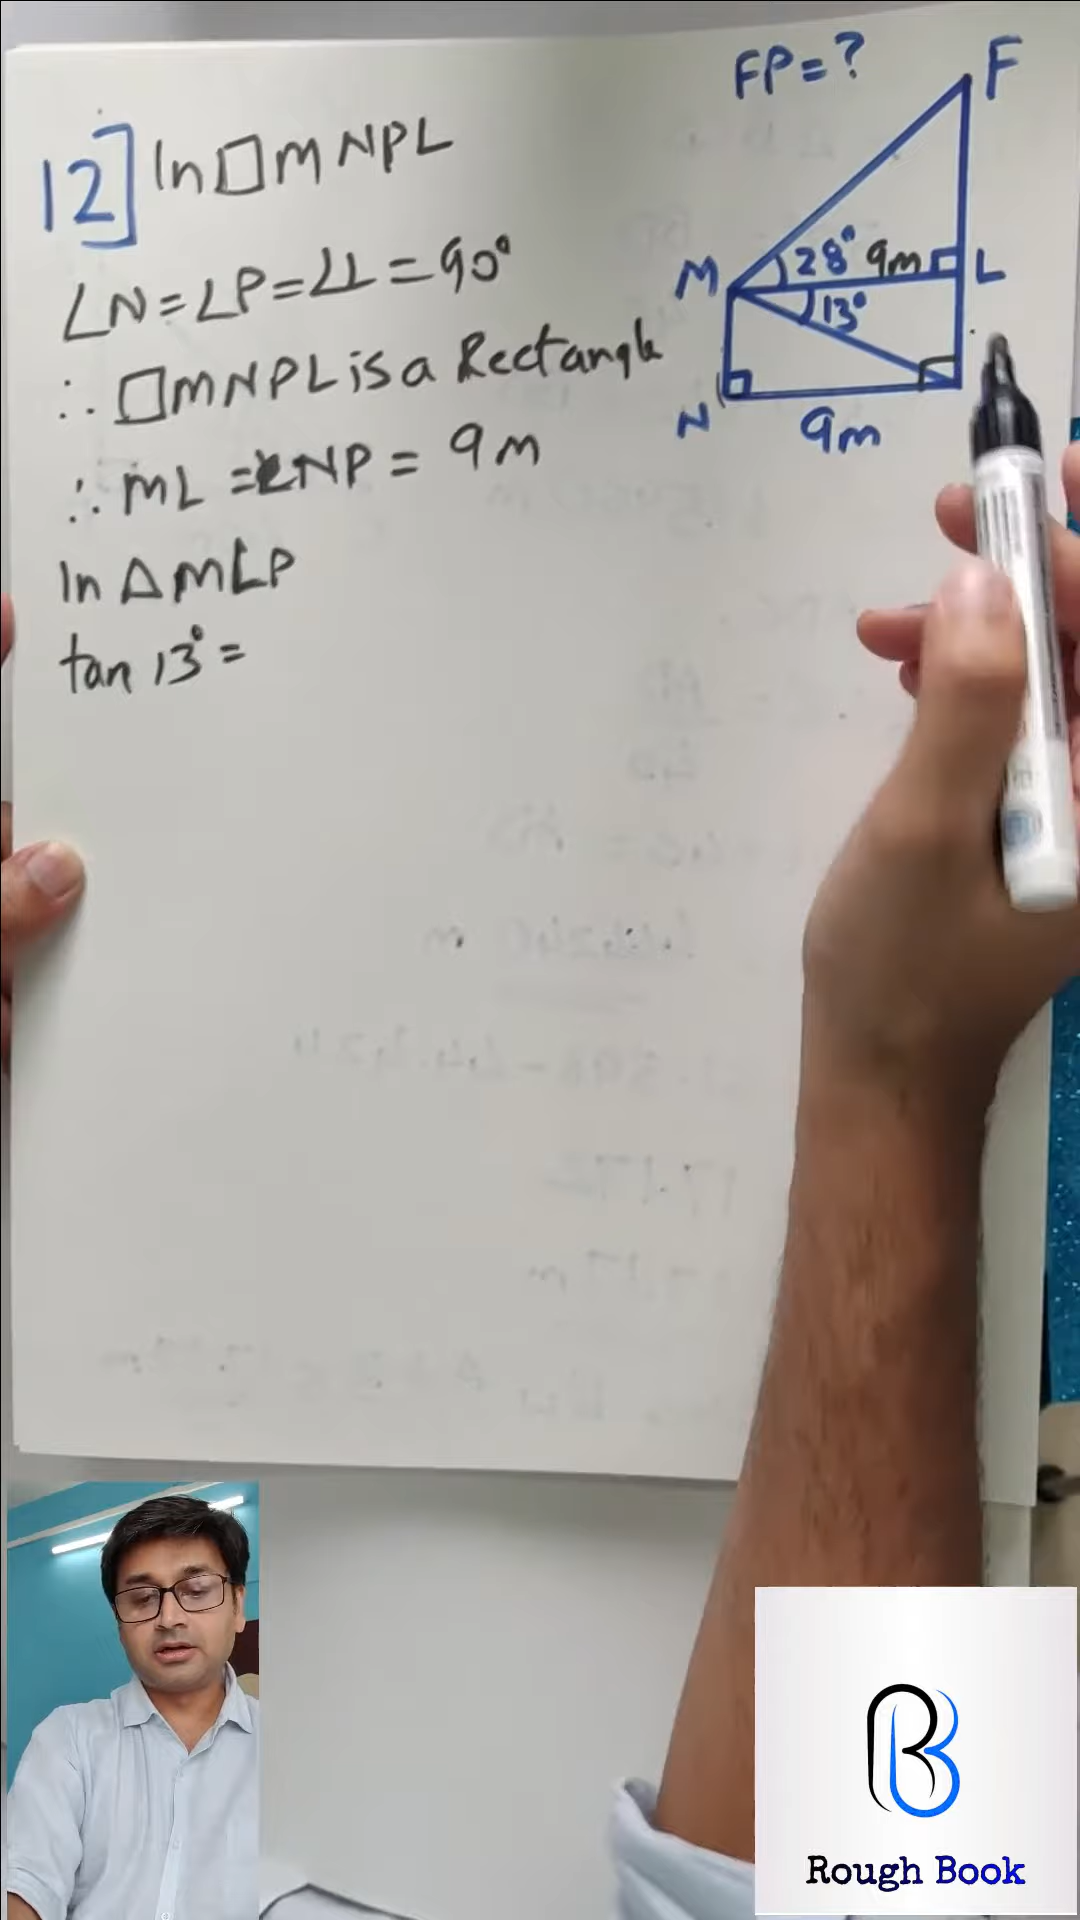 FP = ?
F
12] In □MNPL
∠N = ∠P = ∠L = 90°
M 28° 9m L
13°
∴ □MNPL is a Rectangle
N
9m
∴ ML = NP = 9m
In △MLP
tan 13° =
Rough Book